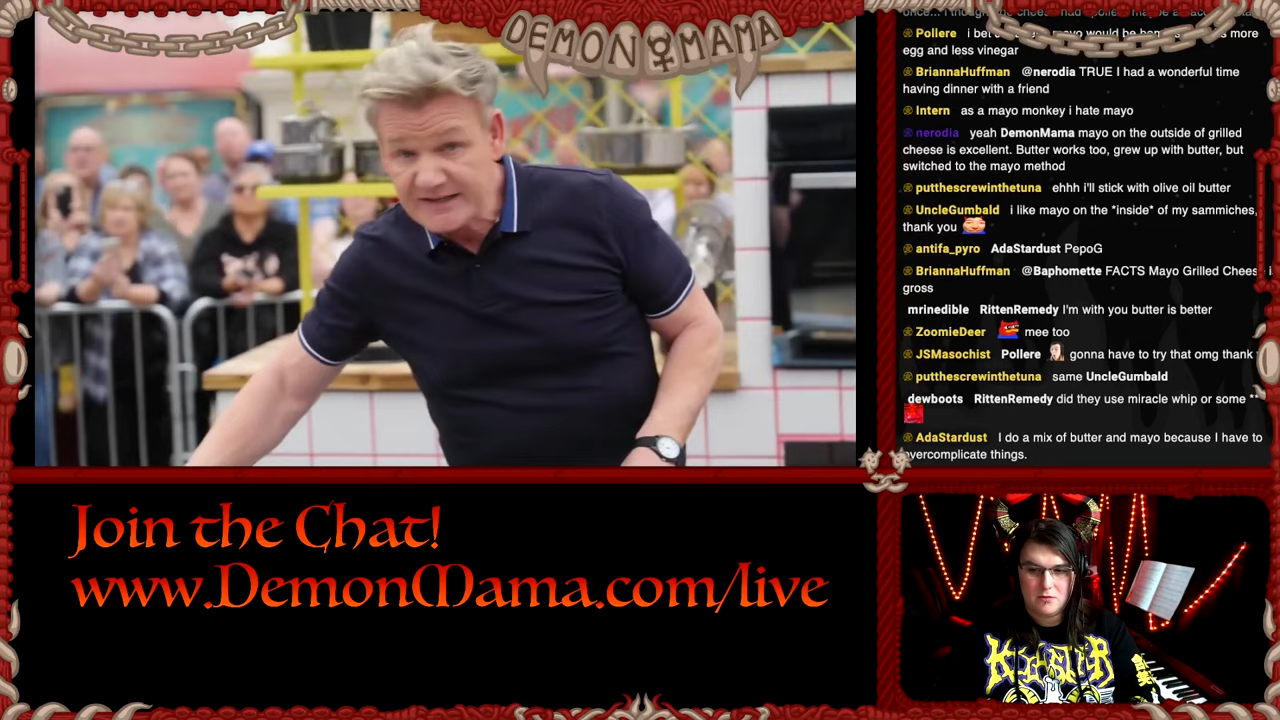 DEMON MAMA
Pollere i bet
mayo would be
more
egg and less vinegar
BriannaHuffman @nerodia TRUE I had a wonderful time
having dinner with a friend
Intern as a mayo monkey i hate mayo
nerodia yeah DemonMama mayo on the outside of grilled
cheese is excellent. Butter works too, grew up with butter, but
switched to the mayo method
putthescrewinthetuna ehhh i'll stick with olive oil butter
UncleGumbald i like mayo on the *inside* of my sammiches,
thank you
antifa_pyro AdaStardust PepoG
BriannaHuffman @Baphomette FACTS Mayo Grilled Chees i
gross
mrinedible RittenRemedy I'm with you butter is better
ZoomieDeer mee too
JSMasochist Pollere gonna have to try that omg thank
putthescrewinthetuna same UncleGumbald
dewboots RittenRemedy did they use miracle whip or some **
AdaStardust I do a mix of butter and mayo because I have to
overcomplicate things.
Join the Chat!
www.DemonMama.com/live